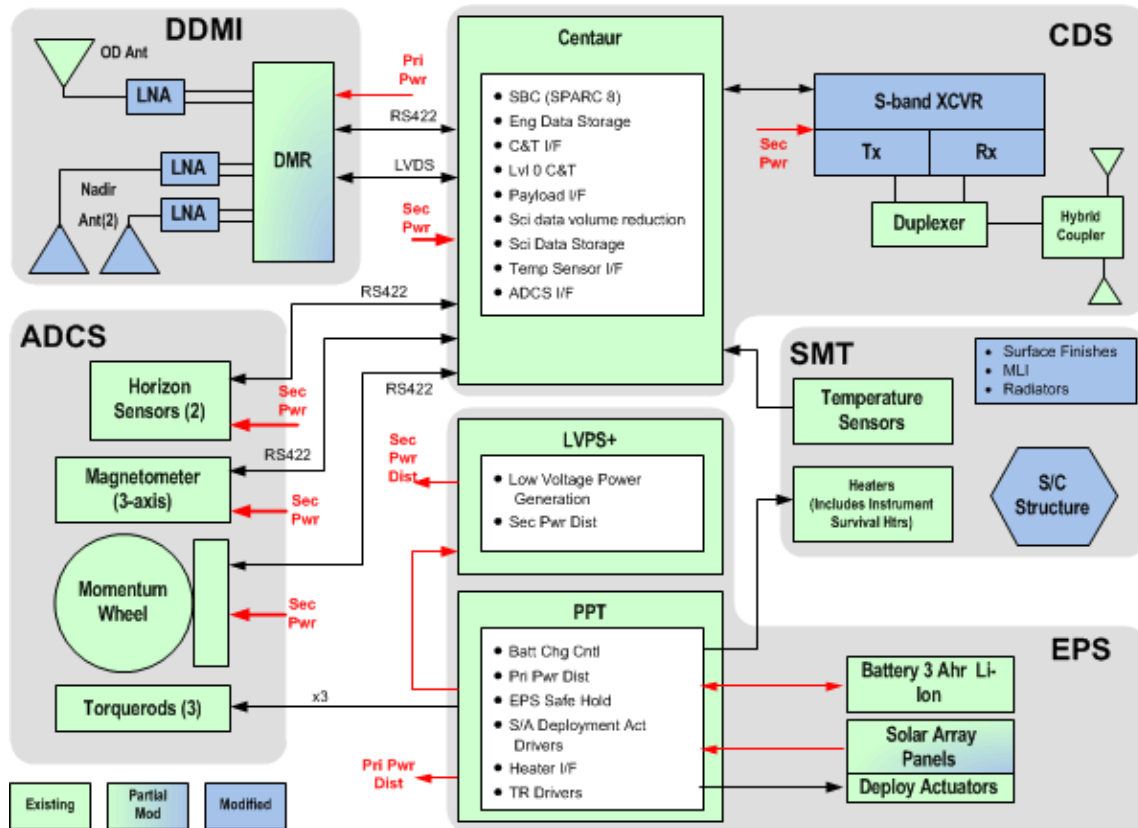 DDMI
OD Ant
LNA
LNA
Nadir
Ant(2)
LNA
DMR
Pri
Pwr
RS422
LVDS
Sec
Pwr
Centaur
• SBC (SPARC 8)
• Eng Data Storage
• C&T I/F
• Lvl 0 C&T
• Payload I/F
• Sci data volume reduction
• Sci Data Storage
• Temp Sensor I/F
• ADCS I/F
CDS
S-band XCVR
Tx
Rx
Sec
Pwr
Duplexer
Hybrid
Coupler
ADCS
RS422
Horizon
Sensors (2)
Sec
Pwr
RS422
RS422
Magnetometer
(3-axis)
Sec
Pwr
Momentum
Wheel
Sec
Pwr
Torquerods (3)
x3
SMT
• Surface Finishes
• MLI
• Radiators
Temperature
Sensors
Heaters
(Includes Instrument
Survival Htrs)
S/C
Structure
LVPS+
• Low Voltage Power
Generation
• Sec Pwr Dist
Sec
Pwr
Dist
PPT
• Batt Chg Cntl
• Pri Pwr Dist
• EPS Safe Hold
• S/A Deployment Act
Drivers
• Heater I/F
• TR Drivers
Pri Pwr
Dist
EPS
Battery 3 Ahr Li-
Ion
Solar Array
Panels
Deploy Actuators
Existing
Partial
Mod
Modified